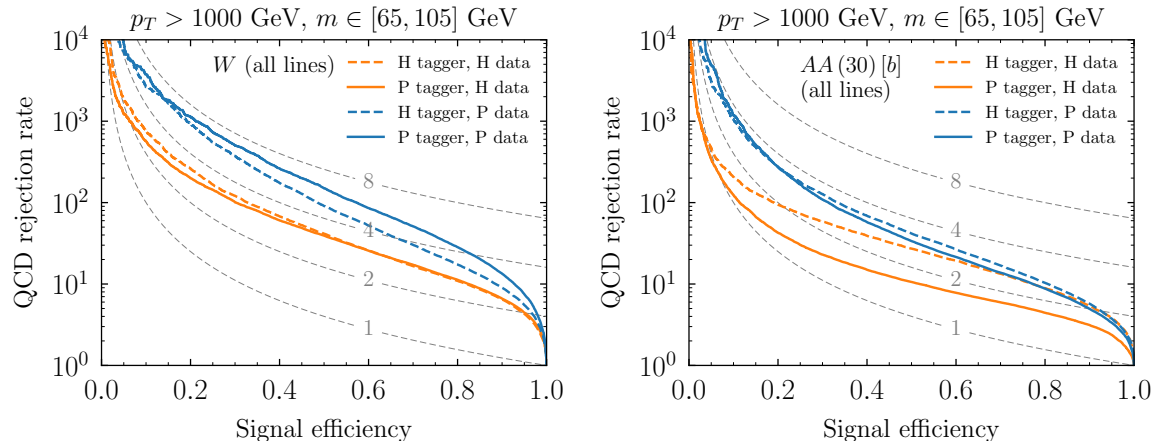 p_T > 1000 GeV, m ∈ [65, 105] GeV
10^4
10^3
10^2
10^1
10^0
QCD rejection rate
W (all lines)
H tagger, H data
P tagger, H data
H tagger, P data
P tagger, P data
8
4
2
1
0.0 0.2 0.4 0.6 0.8 1.0
Signal efficiency
p_T > 1000 GeV, m ∈ [65, 105] GeV
10^4
10^3
10^2
10^1
10^0
QCD rejection rate
AA (30) [b]
(all lines)
H tagger, H data
P tagger, H data
H tagger, P data
P tagger, P data
8
4
2
1
0.0 0.2 0.4 0.6 0.8 1.0
Signal efficiency